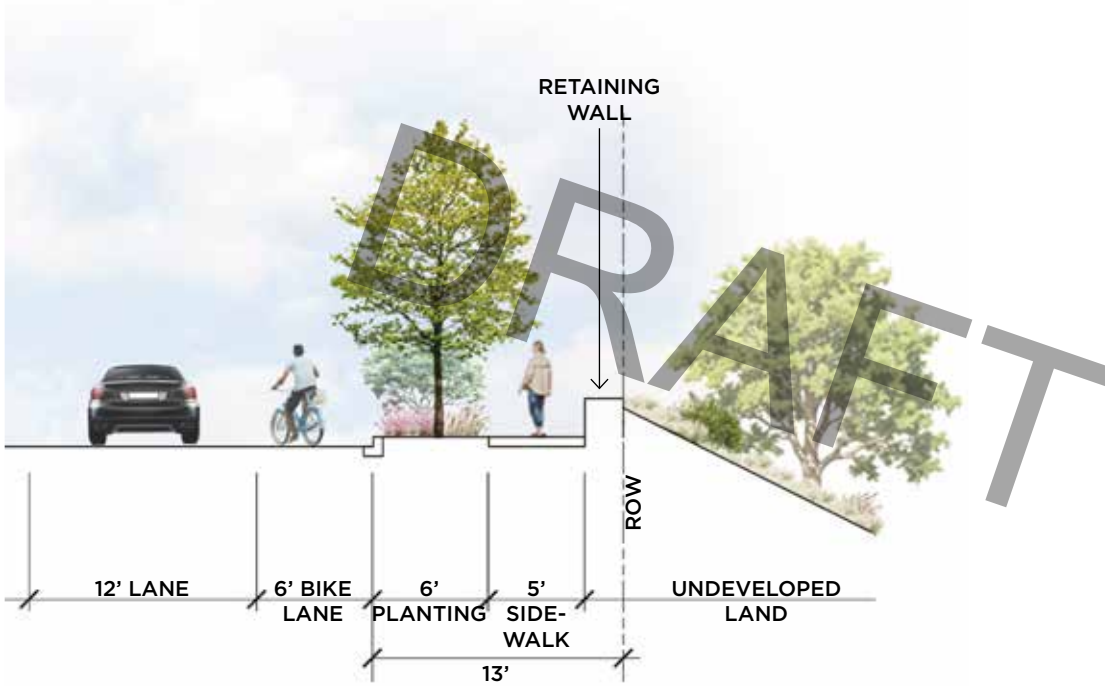 RETAINING
WALL
DRAFT
ROW
12’ LANE
6’ BIKE
LANE
6’
PLANTING
5’
SIDE-
WALK
UNDEVELOPED
LAND
13’